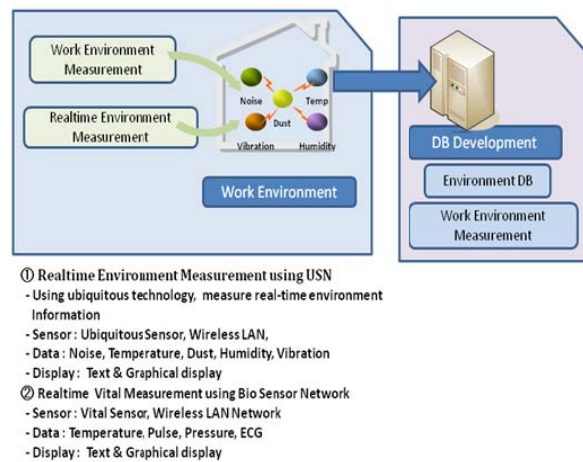 Work Environment
Measurement
Realtime Environment
Measurement
Noise
Temp
Dust
Vibration
Humidity
Work Environment
DB Development
Environment DB
Work Environment
Measurement
① Realtime Environment Measurement using USN
- Using ubiquitous technology, measure real-time environment
Information
- Sensor : Ubiquitous Sensor, Wireless LAN,
- Data : Noise, Temperature, Dust, Humidity, Vibration
- Display : Text & Graphical display
② Realtime Vital Measurement using Bio Sensor Network
- Sensor : Vital Sensor, Wireless LAN Network
- Data : Temperature, Pulse, Pressure, ECG
- Display : Text & Graphical display